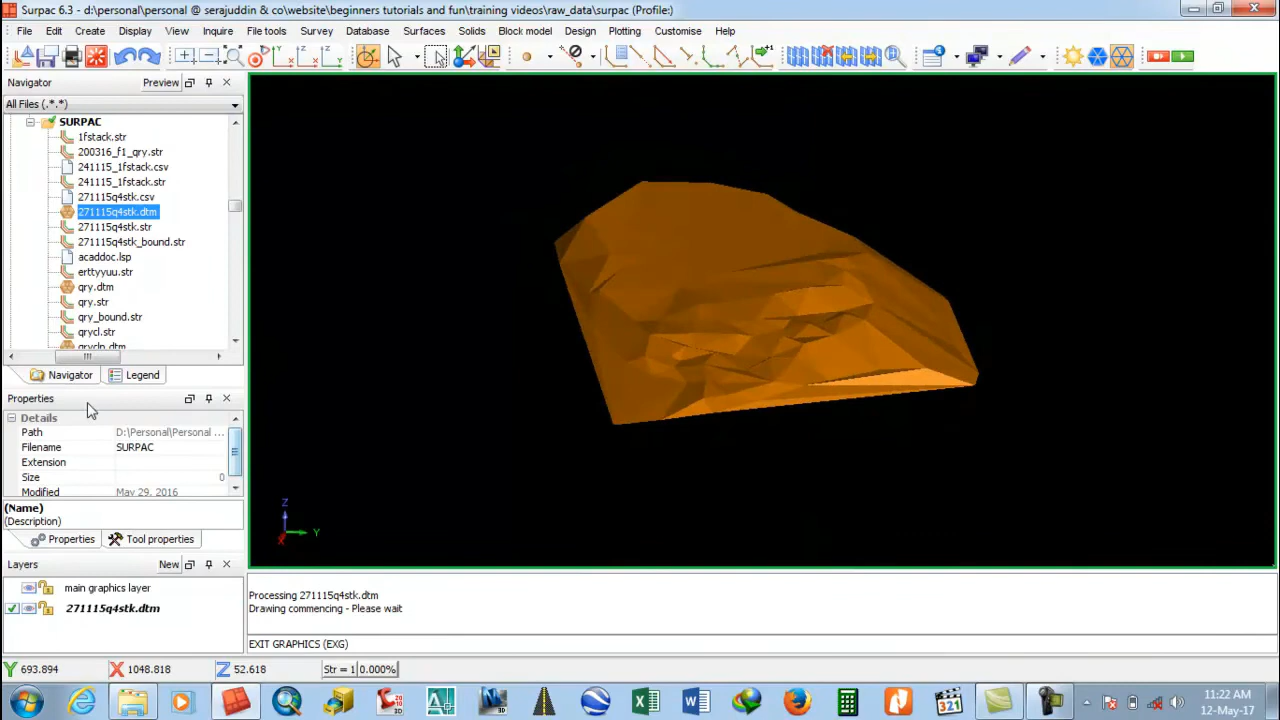 Surpac 6.3 - d:\personal\personal @ serajuddin & co\website\beginners tutorials and fun\training videos\raw_data\surpac (Profile:)
File Edit Create Display View Inquire File tools Survey Database Surfaces Solids Block model Design Plotting Customise Help
Navigator Preview
All Files (.*.*)
SURPAC
1fstack.str
200316_f1_qry.str
241115_1fstack.csv
241115_1fstack.str
271115q4stk.csv
271115q4stk.dtm
271115q4stk.str
271115q4stk_bound.str
acaddoc.lsp
erttyyuu.str
qry.dtm
qry.str
qry_bound.str
qrycl.str
qrycln.dtm
Navigator Legend
Properties
Details
Path D:\Personal\Personal ...
Filename SURPAC
Extension
Size 0
Modified May 29, 2016
(Name)
(Description)
Properties Tool properties
Layers New
main graphics layer
271115q4stk.dtm
Z
Y
X
Processing 271115q4stk.dtm
Drawing commencing - Please wait
EXIT GRAPHICS (EXG)
Y 693.894 X 1048.818 Z 52.618 Str = 1 0.000%
11:22 AM
12-May-17